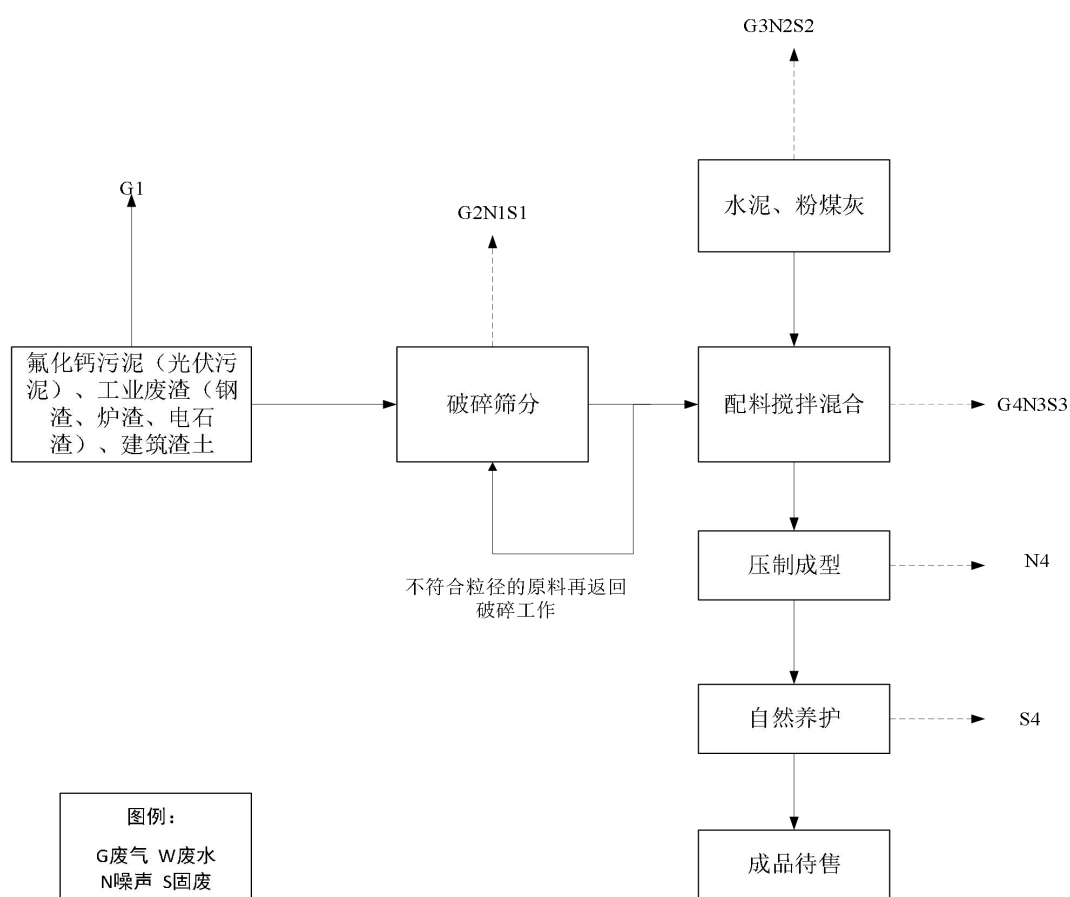 G3N2S2
水泥、粉煤灰
G1
G2N1S1
氟化钙污泥（光伏污
泥）、工业废渣（钢
渣、炉渣、电石
渣）、建筑渣土
破碎筛分
配料搅拌混合
G4N3S3
不符合粒径的原料再返回
破碎工作
压制成型
N4
自然养护
S4
成品待售
图例：
G废气 W废水
N噪声 S固废